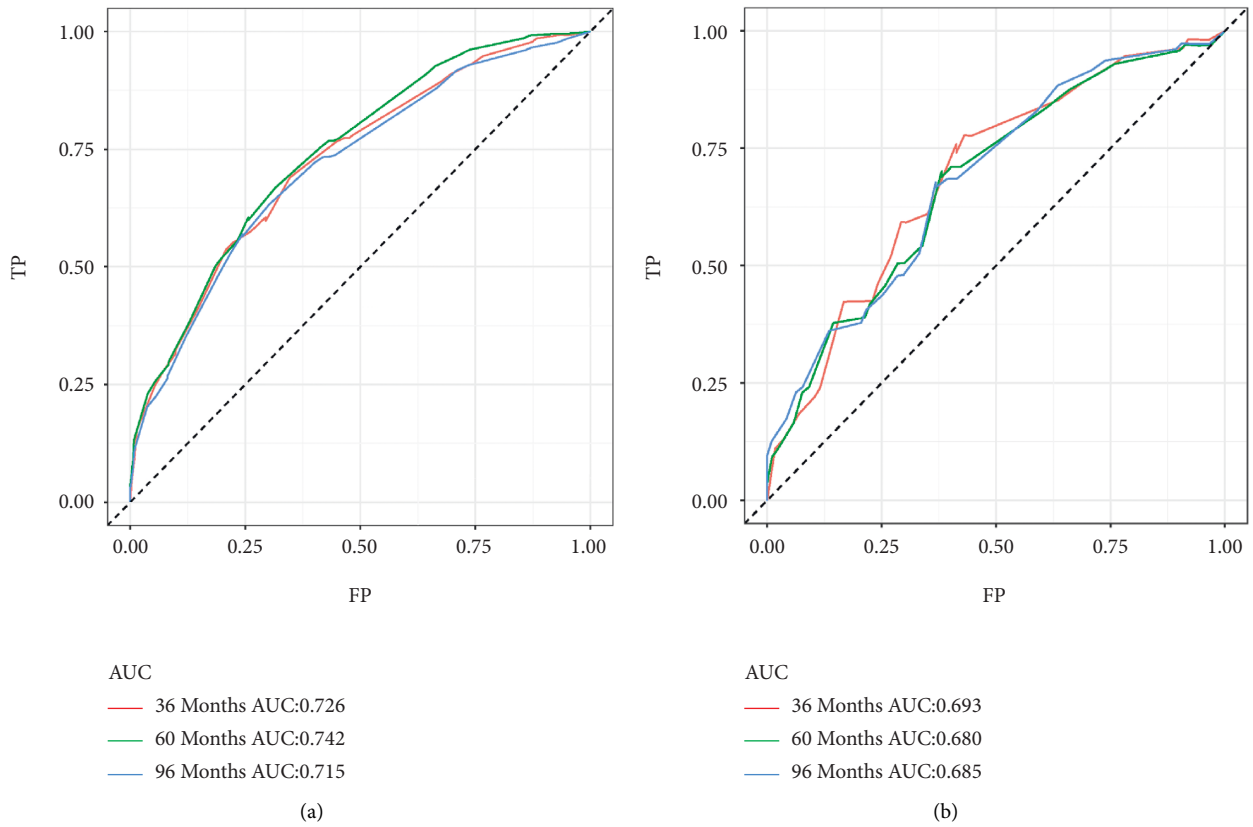 1.00
0.75
0.50
0.25
0.00
TP
0.00 0.25 0.50 0.75 1.00
FP
AUC
36 Months AUC:0.726
60 Months AUC:0.742
96 Months AUC:0.715
(a)
1.00
0.75
0.50
0.25
0.00
TP
0.00 0.25 0.50 0.75 1.00
FP
AUC
36 Months AUC:0.693
60 Months AUC:0.680
96 Months AUC:0.685
(b)